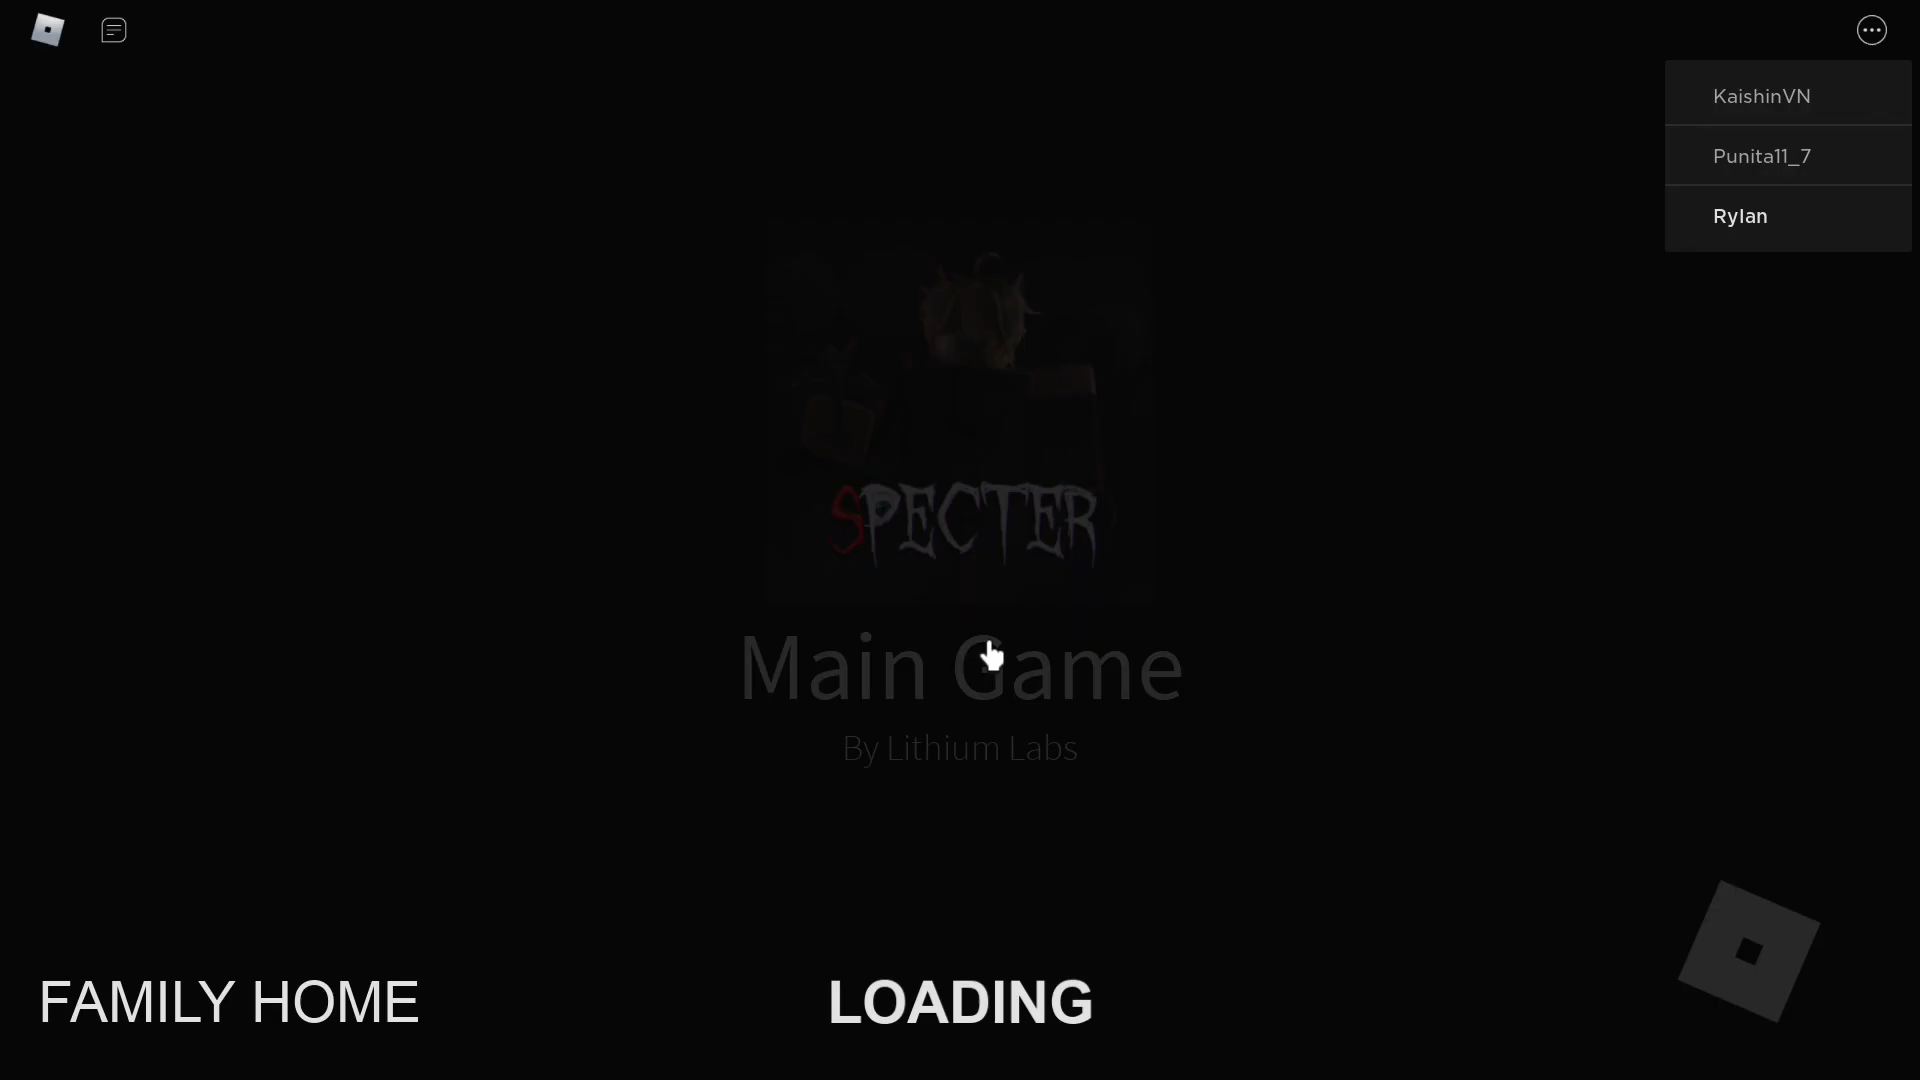 KaishinVN
Punita11_7
Rylan
SPECTER
Main Game
By Lithium Labs
FAMILY HOME
LOADING